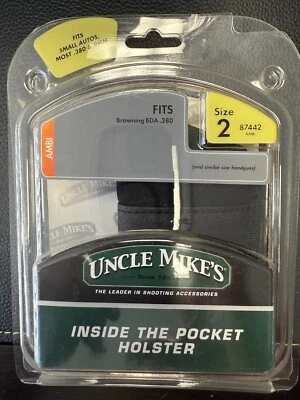 FITS
SMALL AUTOS,
MOST .380
FITS
Browning BDA .380
Size
2 87442
AMBI
(and similar size handguns)
UNCLE MIKE'S
THE LEADER IN SHOOTING ACCESSORIES
INSIDE THE POCKET
HOLSTER